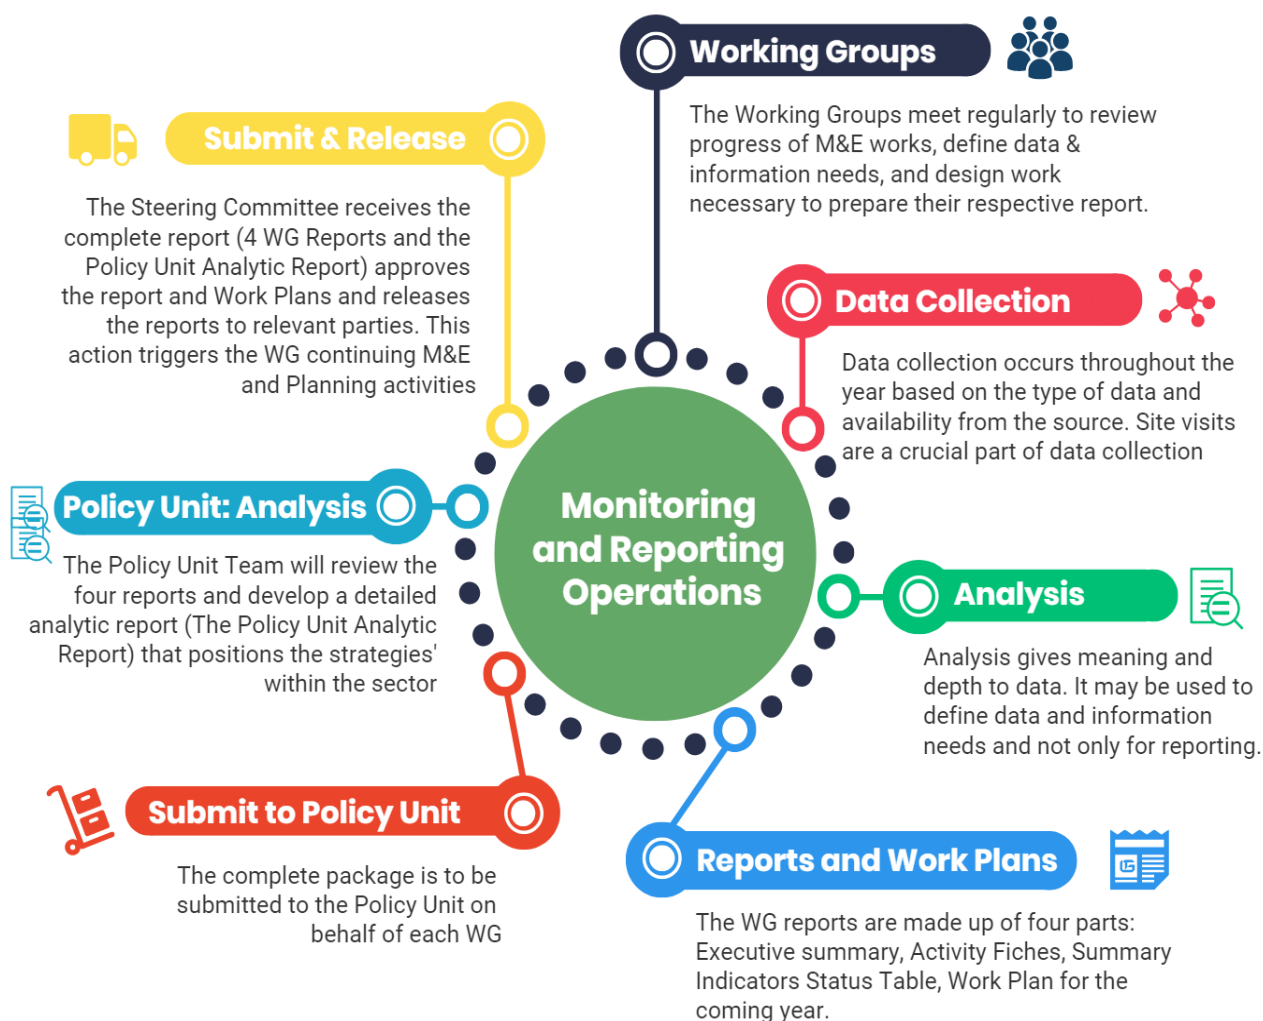 Working Groups
The Working Groups meet regularly to review
progress of M&E works, define data &
information needs, and design work
necessary to prepare their respective report.
Data Collection
Data collection occurs throughout the
year based on the type of data and
availability from the source. Site visits
are a crucial part of data collection
Analysis
Analysis gives meaning and
depth to data. It may be used to
define data and information
needs and not only for reporting.
Reports and Work Plans
The WG reports are made up of four parts:
Executive summary, Activity Fiches, Summary
Indicators Status Table, Work Plan for the
coming year.
Submit to Policy Unit
The complete package is to be
submitted to the Policy Unit on
behalf of each WG
Policy Unit: Analysis
The Policy Unit Team will review the
four reports and develop a detailed
analytic report (The Policy Unit Analytic
Report) that positions the strategies'
within the sector
Submit & Release
The Steering Committee receives the
complete report (4 WG Reports and the
Policy Unit Analytic Report) approves
the report and Work Plans and releases
the reports to relevant parties. This
action triggers the WG continuing M&E
and Planning activities
Monitoring
and Reporting
Operations